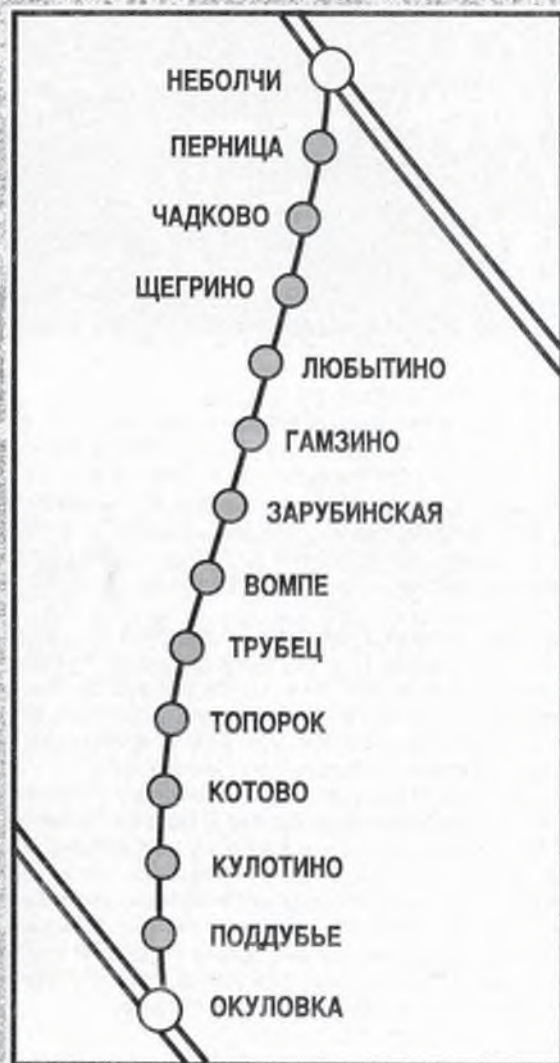 НЕБОЛЧИ
ПЕРНИЦА
ЧАДКОВО
ЩЕГРИНО
ЛЮБЫТИНО
ГАМЗИНО
ЗАРУБИНСКАЯ
ВОМПЕ
ТРУБЕЦ
ТОПОРОК
КОТОВО
КУЛОТИНО
ПОДДУБЬЕ
ОКУЛОВКА